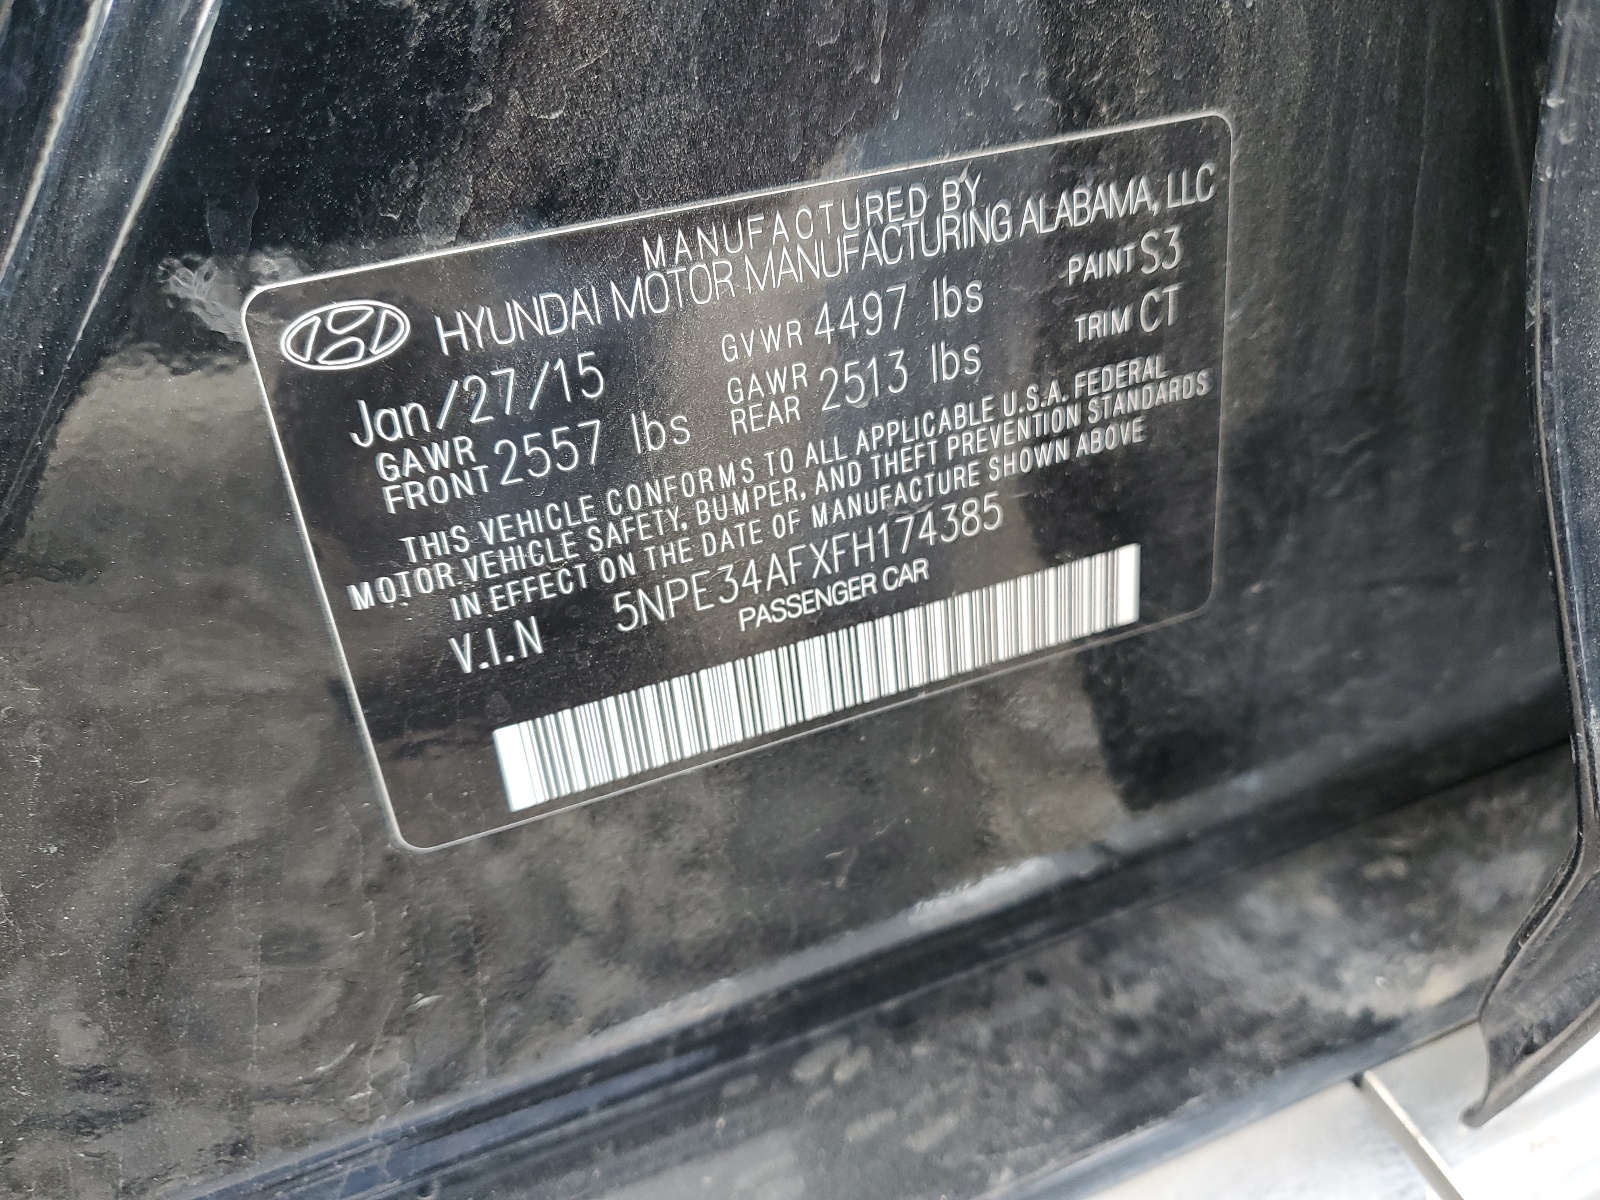 MANUFACTURED BY
HYUNDAI MOTOR MANUFACTURING ALABAMA, LLC
Jan/27/15 GVWR 4497 lbs PAINT S3
GAWR FRONT 2557 lbs GAWR REAR 2513 lbs TRIM CT
THIS VEHICLE CONFORMS TO ALL APPLICABLE U.S.A. FEDERAL
MOTOR VEHICLE SAFETY, BUMPER, AND THEFT PREVENTION STANDARDS
IN EFFECT ON THE DATE OF MANUFACTURE SHOWN ABOVE
V.I.N 5NPE34AFXFH174385
PASSENGER CAR